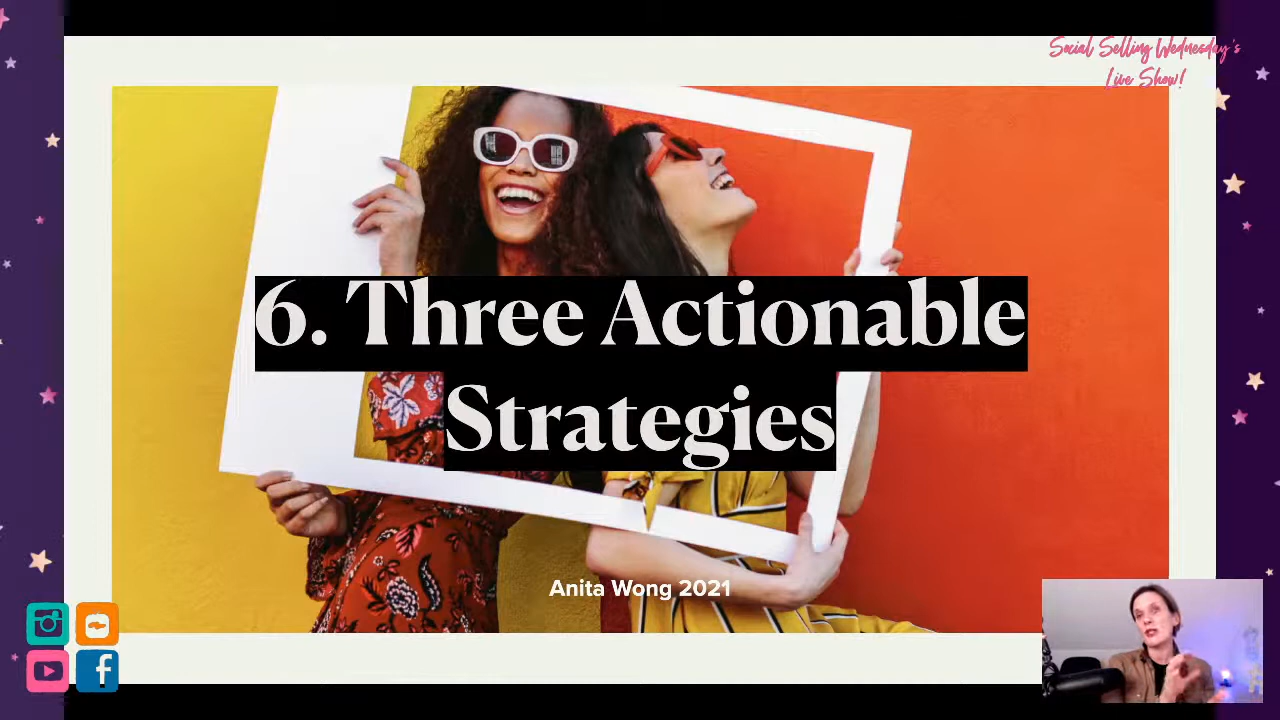 Social Selling Wednesday's
Live Show!
6. Three Actionable
Strategies
Anita Wong 2021